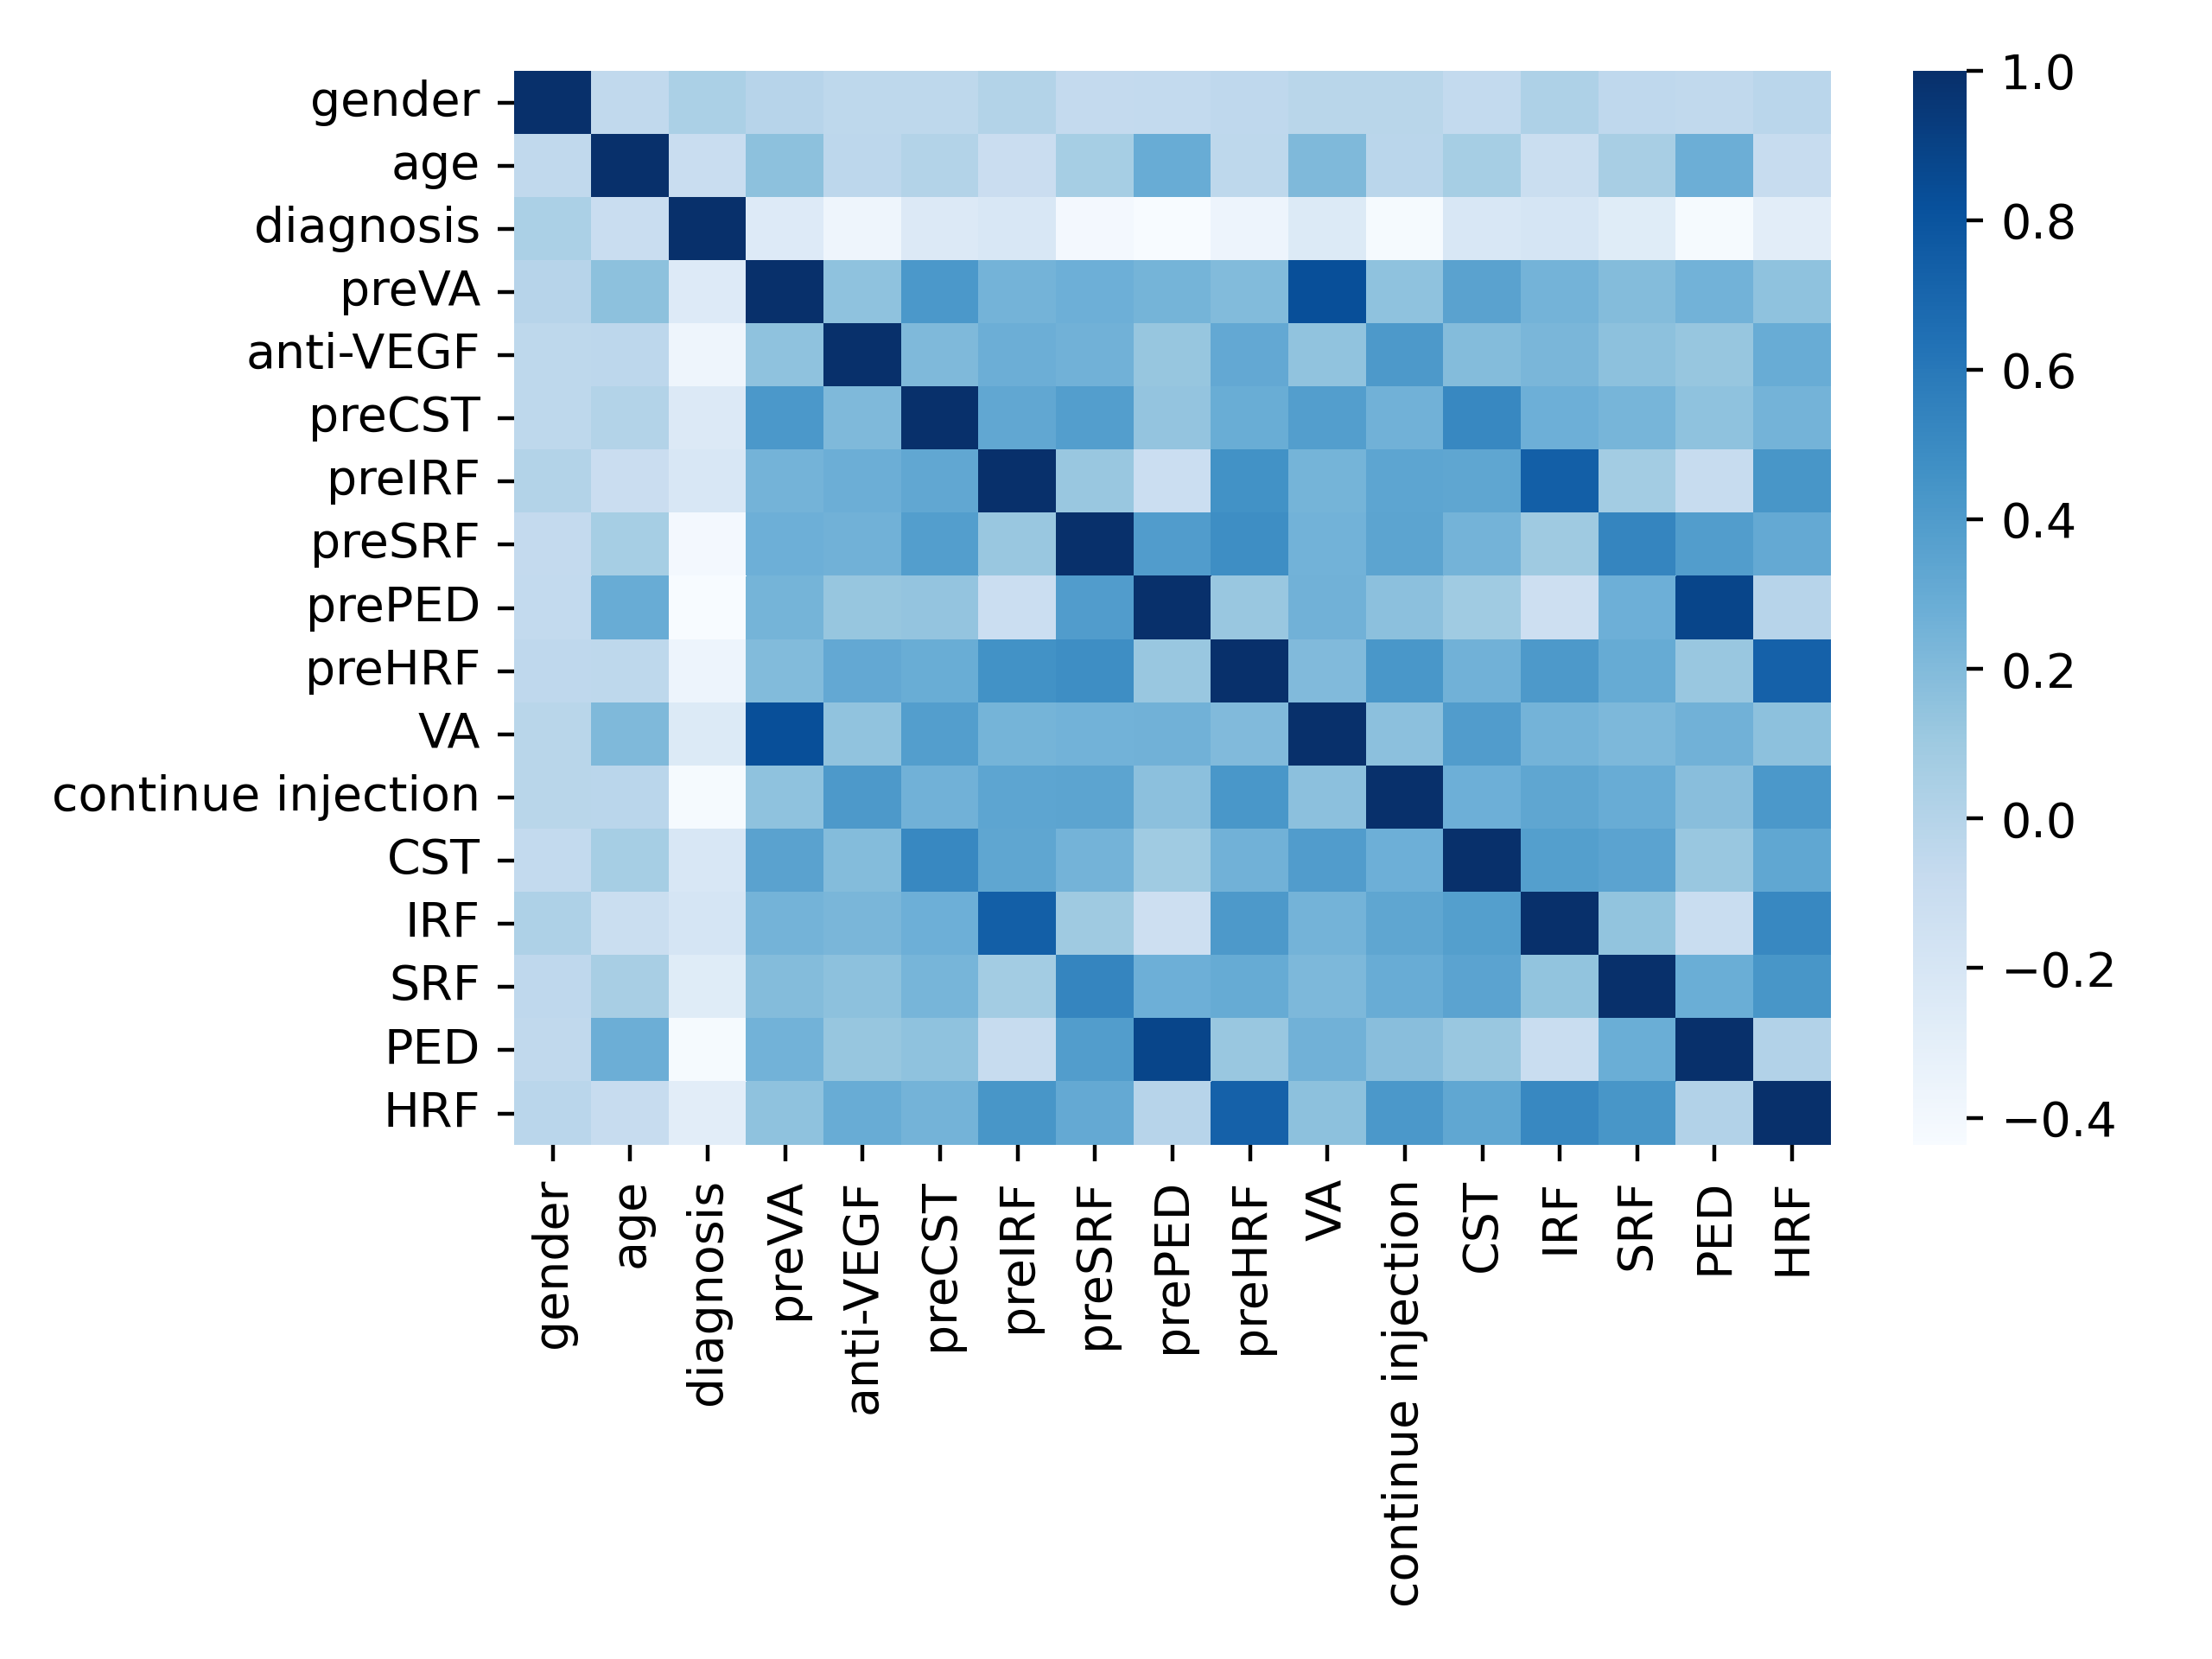 gender
age
diagnosis
preVA
anti-VEGF
preCST
preIRF
preSRF
prePED
preHRF
VA
continue injection
CST
IRF
SRF
PED
HRF
gender
age
diagnosis
preVA
anti-VEGF
preCST
preIRF
preSRF
prePED
preHRF
VA
continue injection
CST
IRF
SRF
PED
HRF
1.0
0.8
0.6
0.4
0.2
0.0
−0.2
−0.4